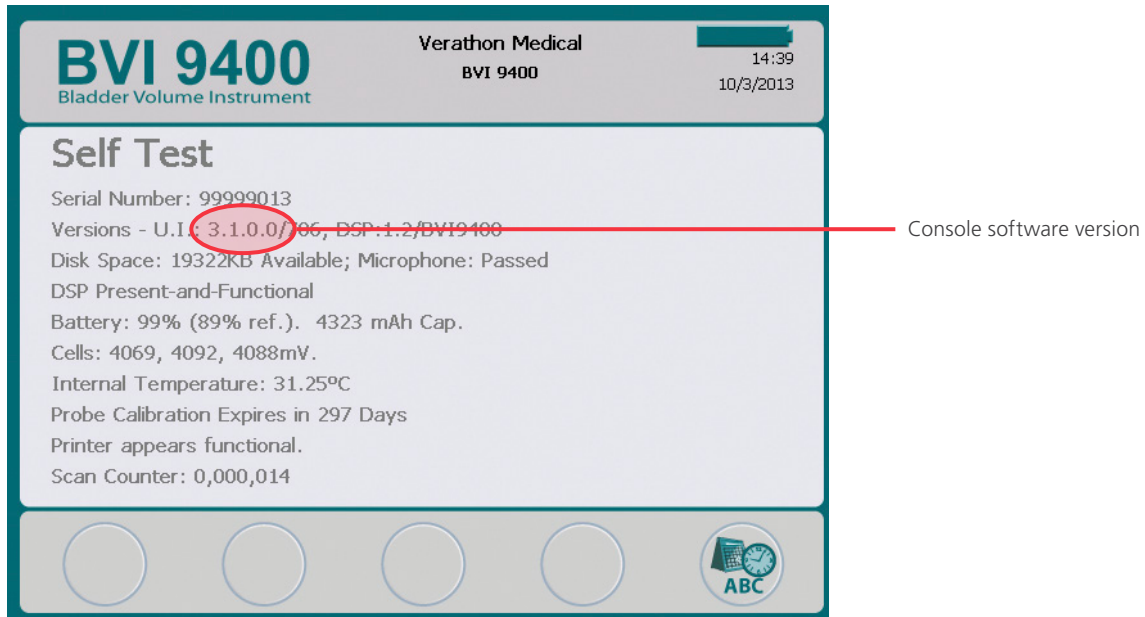 BVI 9400
Bladder Volume Instrument
Verathon Medical
BVI 9400
14:39
10/3/2013
Self Test
Serial Number: 99999013
Versions - U.I.: 3.1.0.0/706, DSP:1.2/BVI9400
Console software version
Disk Space: 19322KB Available; Microphone: Passed
DSP Present-and-Functional
Battery: 99% (89% ref.). 4323 mAh Cap.
Cells: 4069, 4092, 4088mV.
Internal Temperature: 31.25ºC
Probe Calibration Expires in 297 Days
Printer appears functional.
Scan Counter: 0,000,014
ABC